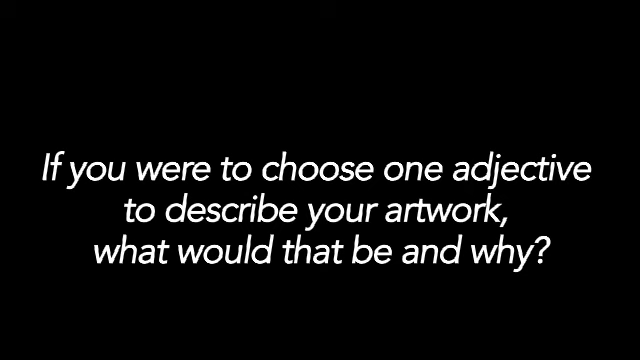 If you were to choose one adjective
to describe your artwork,
what would that be and why?